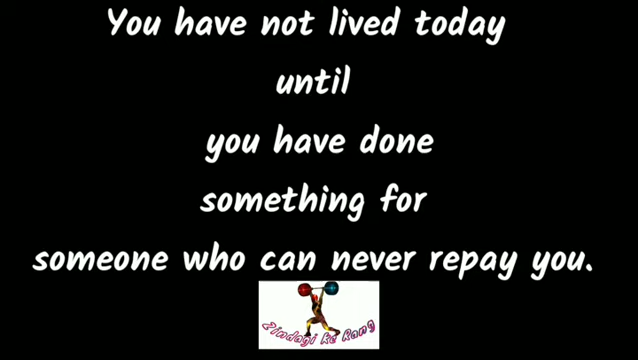 You have not lived today
until
you have done
something for
someone who can never repay you.
Zindagi ke Rang